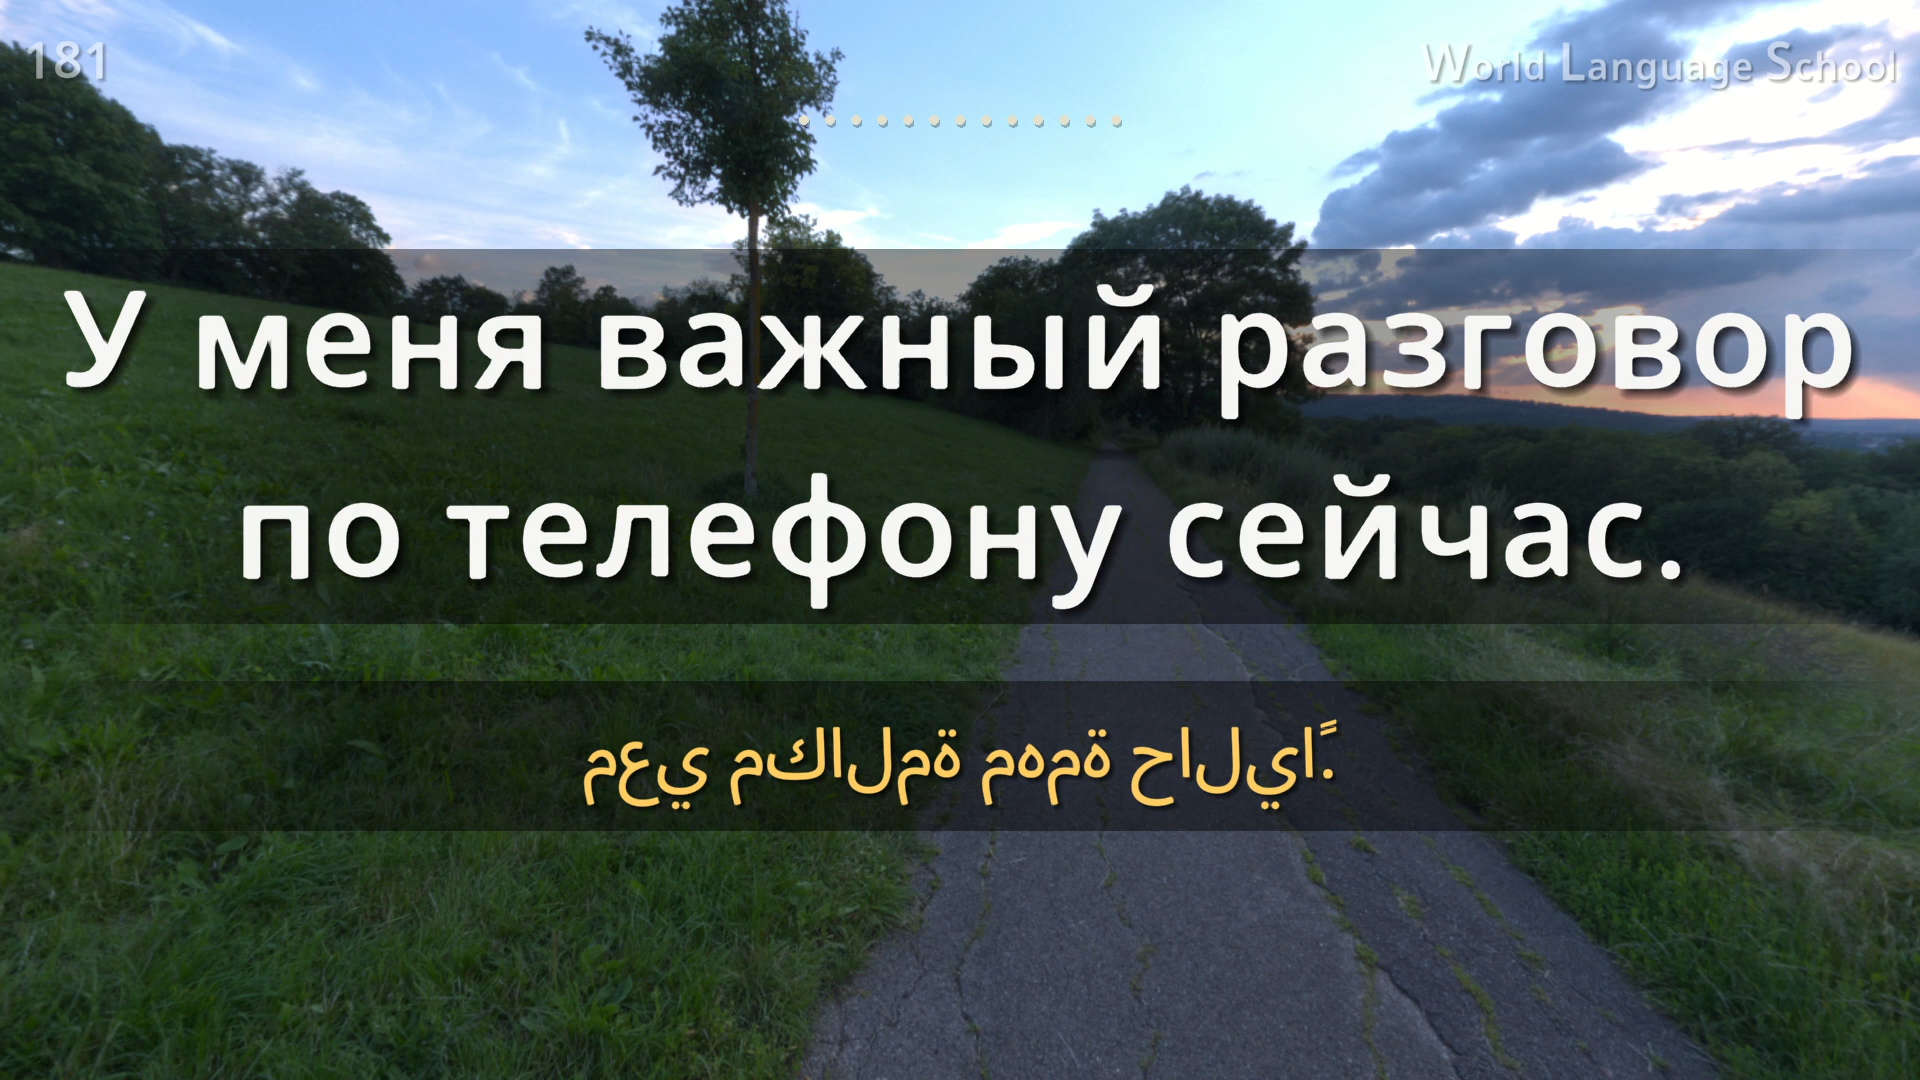 181
World Language School
У меня важный разговор
по телефону сейчас.
معي مكالمة مهمة حالياً.